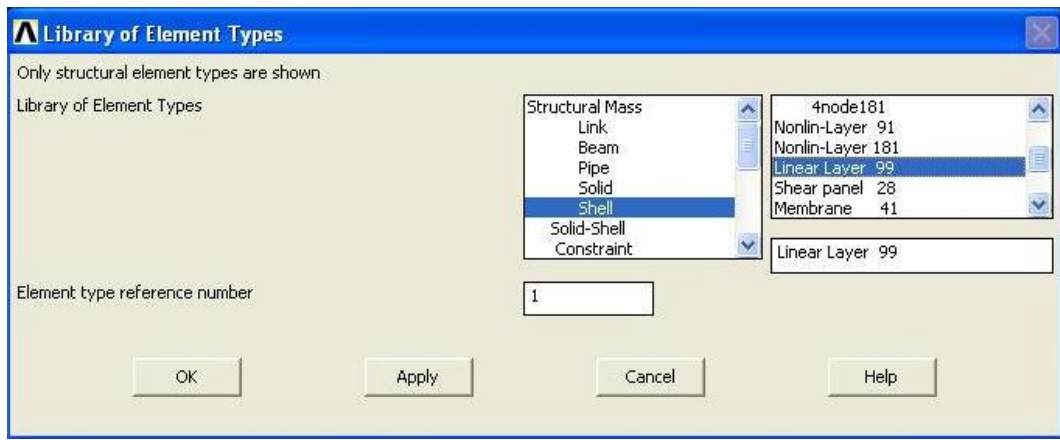 Library of Element Types
Only structural element types are shown
Library of Element Types
Structural Mass
Link
Beam
Pipe
Solid
Shell
Solid-Shell
Constraint
4node181
Nonlin-Layer 91
Nonlin-Layer 181
Linear Layer 99
Shear panel 28
Membrane 41
Linear Layer 99
Element type reference number
1
OK
Apply
Cancel
Help